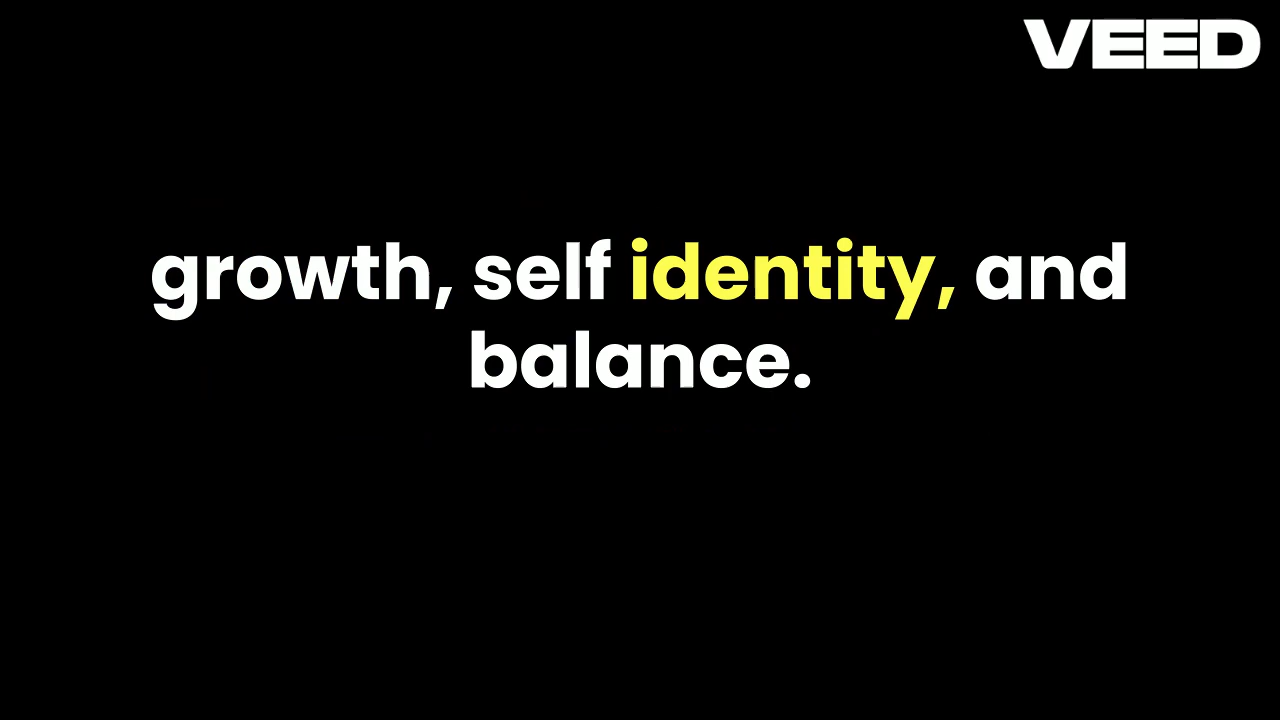 VEED
growth, self identity, and
balance.